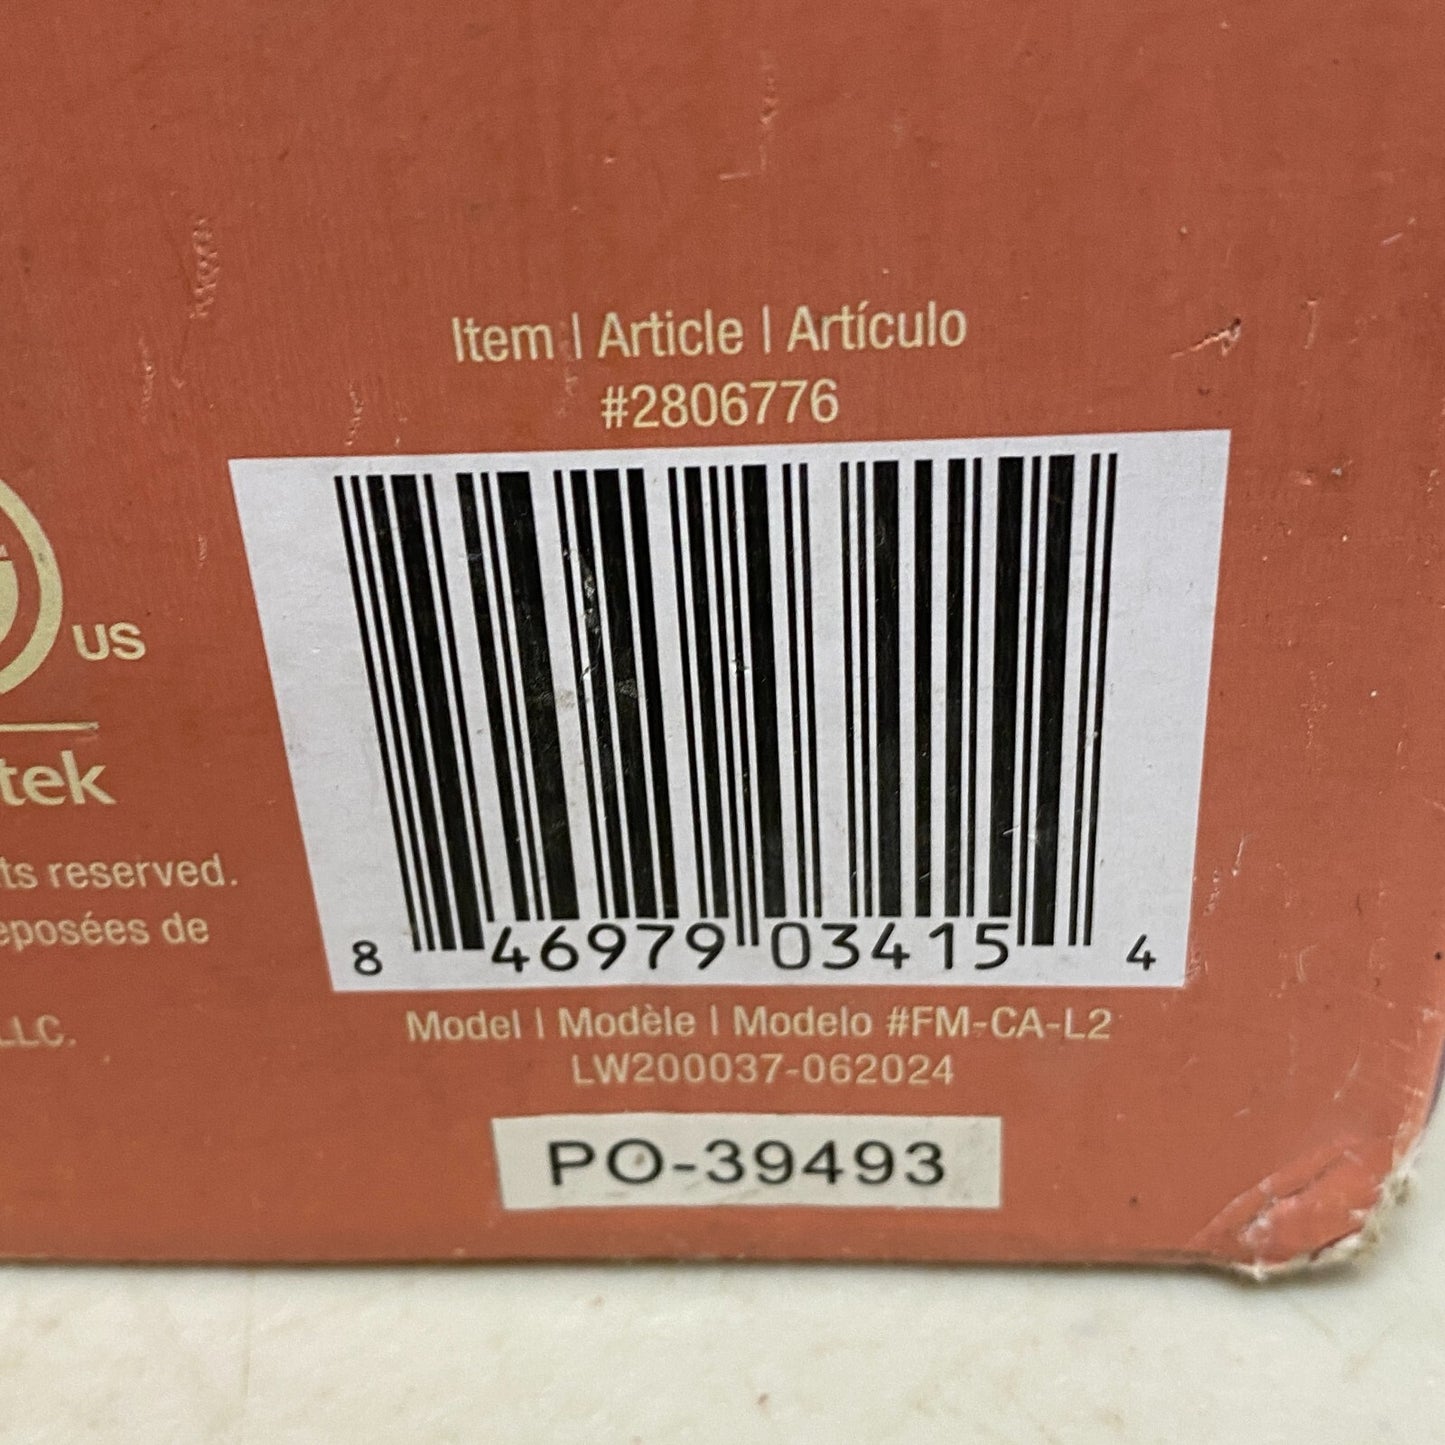 Item | Article | Artículo
#2806776
US
tek
ts reserved.
eposées de
LLC.
8 46979 03415 4
Model | Modèle | Modelo #FM-CA-L2
LW200037-062024
PO-39493